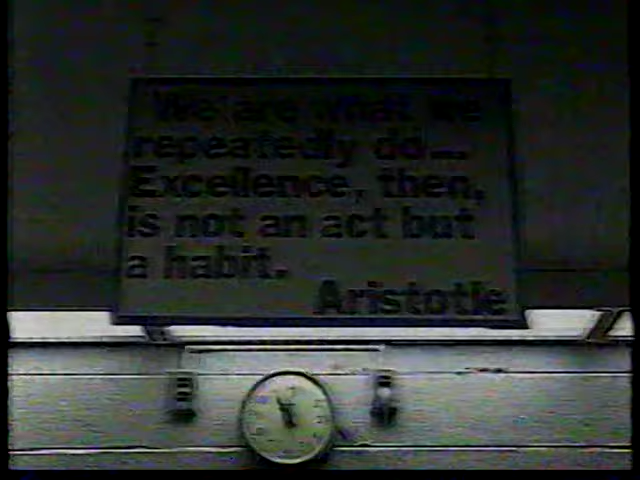 We are what we
repeatedly do...
Excellence, then,
is not an act but
a habit.
Aristotle